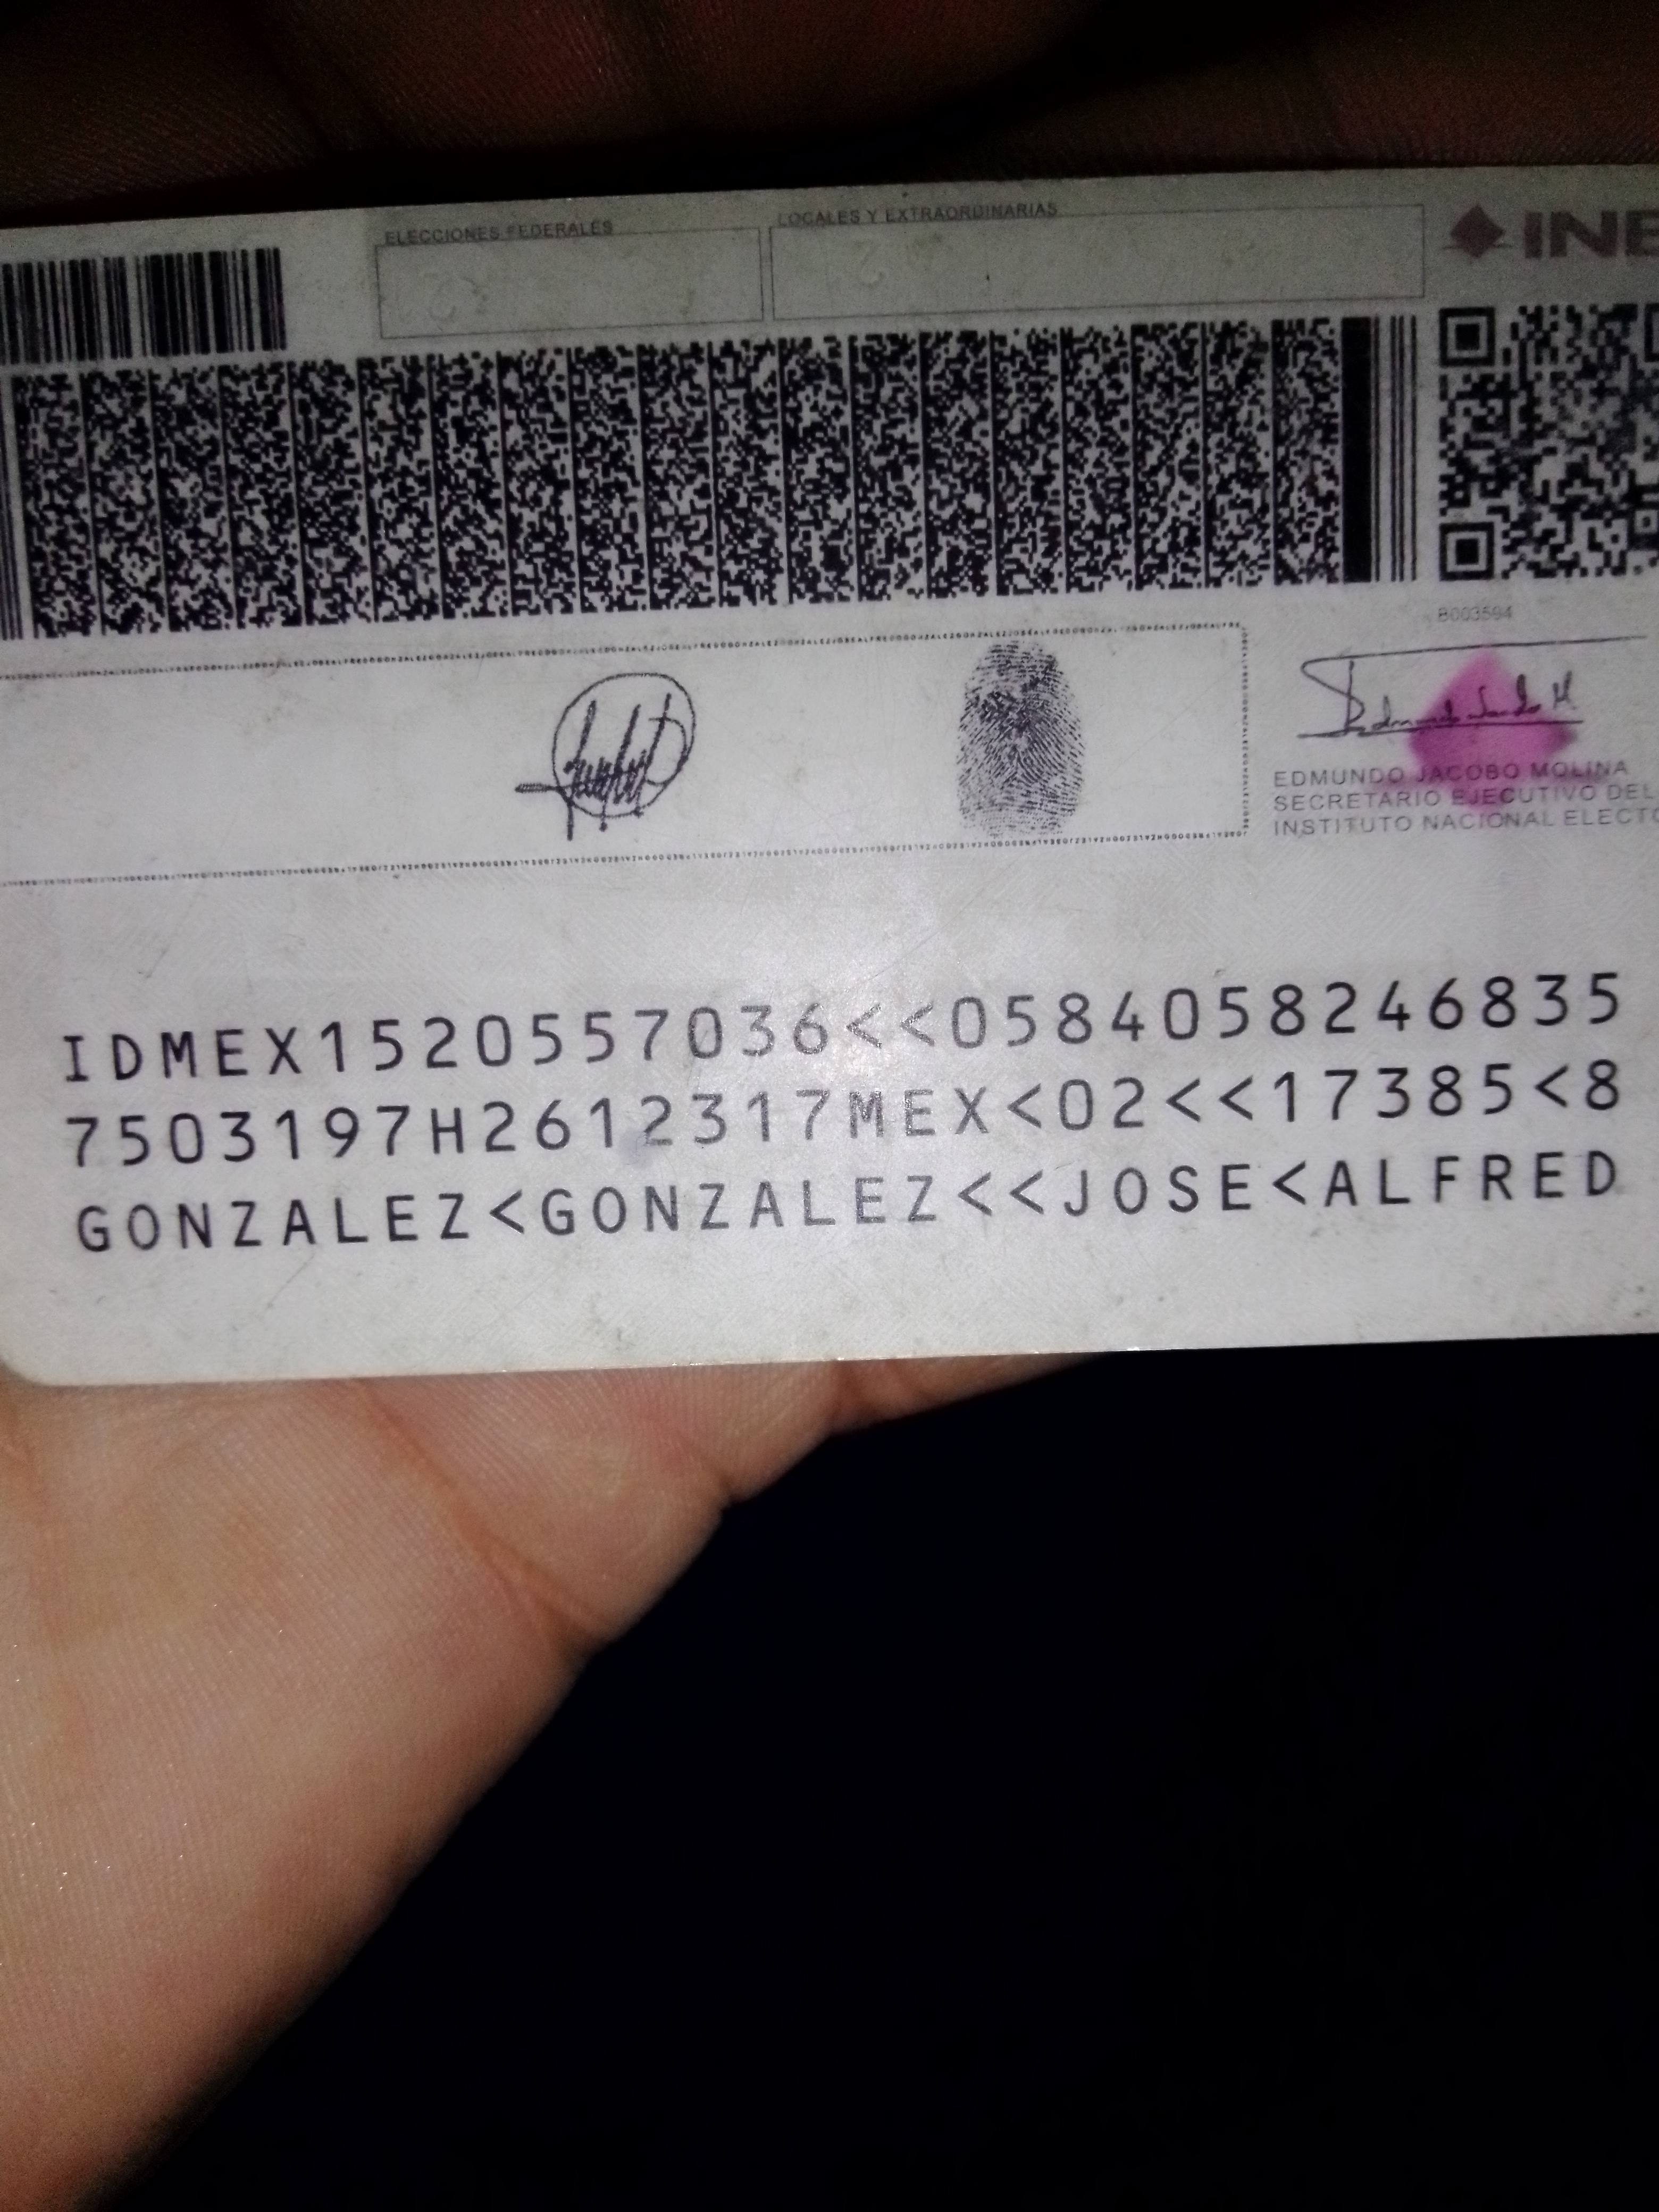 ELECCIONES FEDERALES
LOCALES Y EXTRAORDINARIAS
INE
B003594
EDMUNDO JACOBO MOLINA
SECRETARIO EJECUTIVO DEL
INSTITUTO NACIONAL ELECTO
IDMEX1520557036<<0584058246835
7503197H2612317MEX<02<<17385<8
GONZALEZ<GONZALEZ<<JOSE<ALFRED